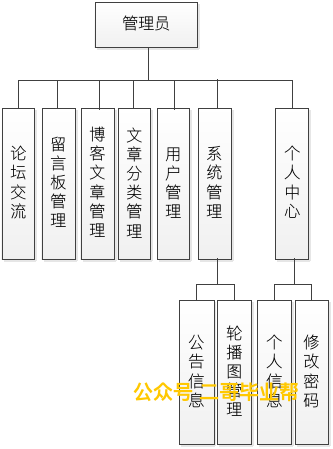 管理员
论坛交流
留言板管理
博客文章管理
文章分类管理
用户管理
系统管理
个人中心
公告信息
轮播图管理
个人信息
修改密码
公众号:二哥毕业帮